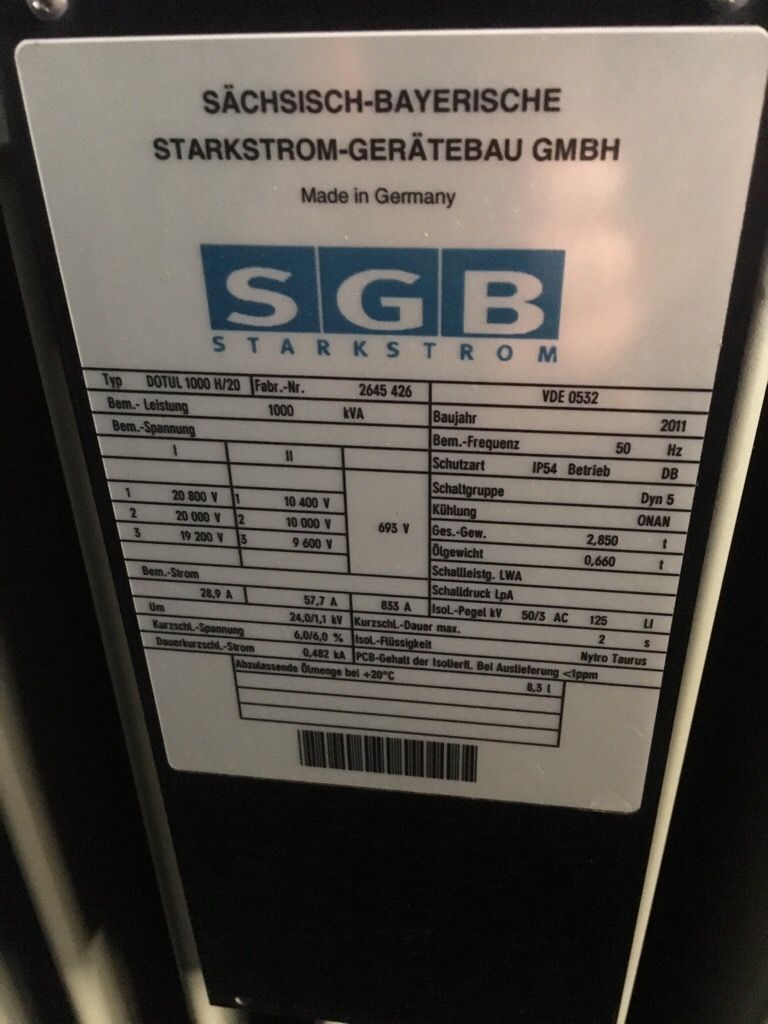 SÄCHSISCH-BAYERISCHE
STARKSTROM-GERÄTEBAU GMBH
Made in Germany
SGB
STARKSTROM
Typ DOTUL 1000 H/20 Fabr.-Nr. 2645 426 VDE 0532
Bem.- Leistung 1000 kVA Baujahr 2011
Bem.-Spannung Bem.-Frequenz 50 Hz
I II Schutzart IP54 Betrieb DB
Schaltgruppe Dyn 5
1 20 800 V 1 10 400 V Kühlung ONAN
2 20 000 V 2 10 000 V 693 V Ges.-Gew. 2,850 t
3 19 200 V 3 9 600 V Ölgewicht 0,660 t
Schalleistg. LWA
Bem.-Strom Schalldruck LpA
28,9 A 57,7 A 833 A Isol.-Pegel kV 50/3 AC 125 LI
Um 24,0/1,1 kV Kurzschl.-Dauer max. 2 s
Kurzschl.-Spannung 6,0/6,0 % Isol.-Flüssigkeit Nytro Taurus
Dauerkurzschl.-Strom 0,482 kA PCB-Gehalt der Isolierfl. Bei Auslieferung <1ppm
Abzulassende Ölmenge bei +20°C 8,3 l